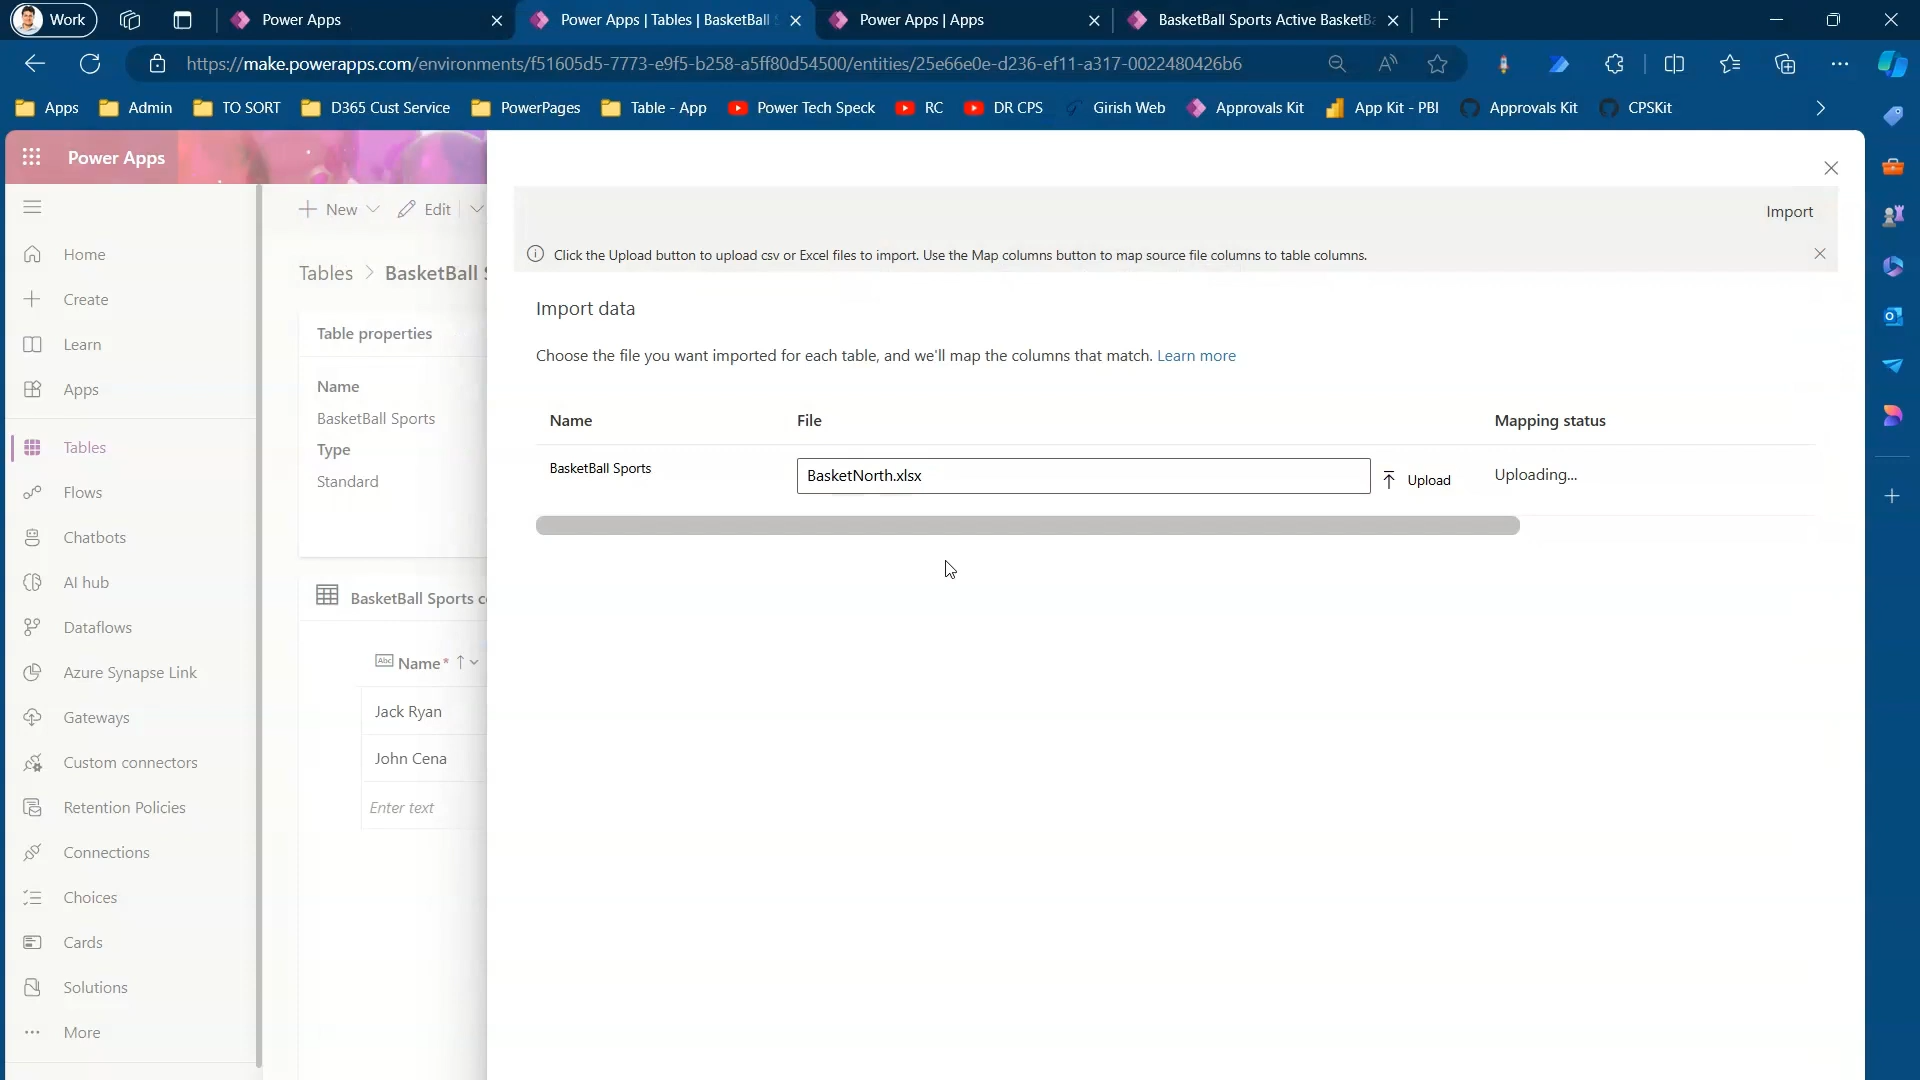 Work
Power Apps
Power Apps | Tables | BasketBall
Power Apps | Apps
BasketBall Sports Active BasketBa
https://make.powerapps.com/environments/f51605d5-7773-e9f5-b258-a5ff80d54500/entities/25e66e0e-d236-ef11-a317-0022480426b6
Apps
Admin
TO SORT
D365 Cust Service
PowerPages
Table - App
Power Tech Speck
RC
DR CPS
Girish Web
Approvals Kit
App Kit - PBI
Approvals Kit
CPSKit
Power Apps
Home
Create
Learn
Apps
Tables
Flows
Chatbots
AI hub
Dataflows
Azure Synapse Link
Gateways
Custom connectors
Retention Policies
Connections
Choices
Cards
Solutions
More
New
Edit
Tables > BasketBall S
Table properties
Name
BasketBall Sports
Type
Standard
BasketBall Sports c
Abc Name *
Jack Ryan
John Cena
Enter text
Import
Click the Upload button to upload csv or Excel files to import. Use the Map columns button to map source file columns to table columns.
Import data
Choose the file you want imported for each table, and we'll map the columns that match. Learn more
Name
File
Mapping status
BasketBall Sports
BasketNorth.xlsx
Upload
Uploading...